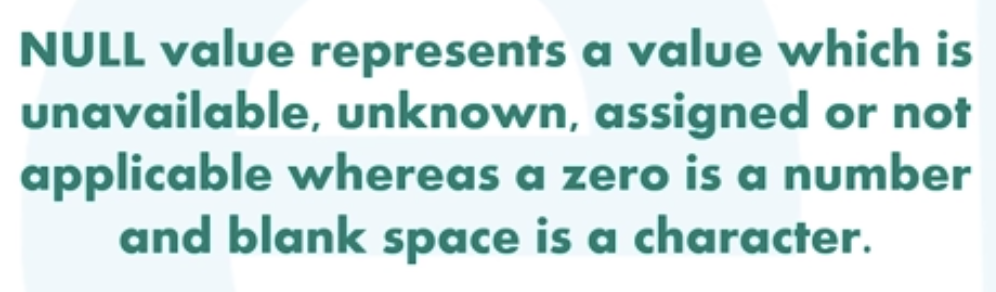 NULL value represents a value which is
unavailable, unknown, assigned or not
applicable whereas a zero is a number
and blank space is a character.